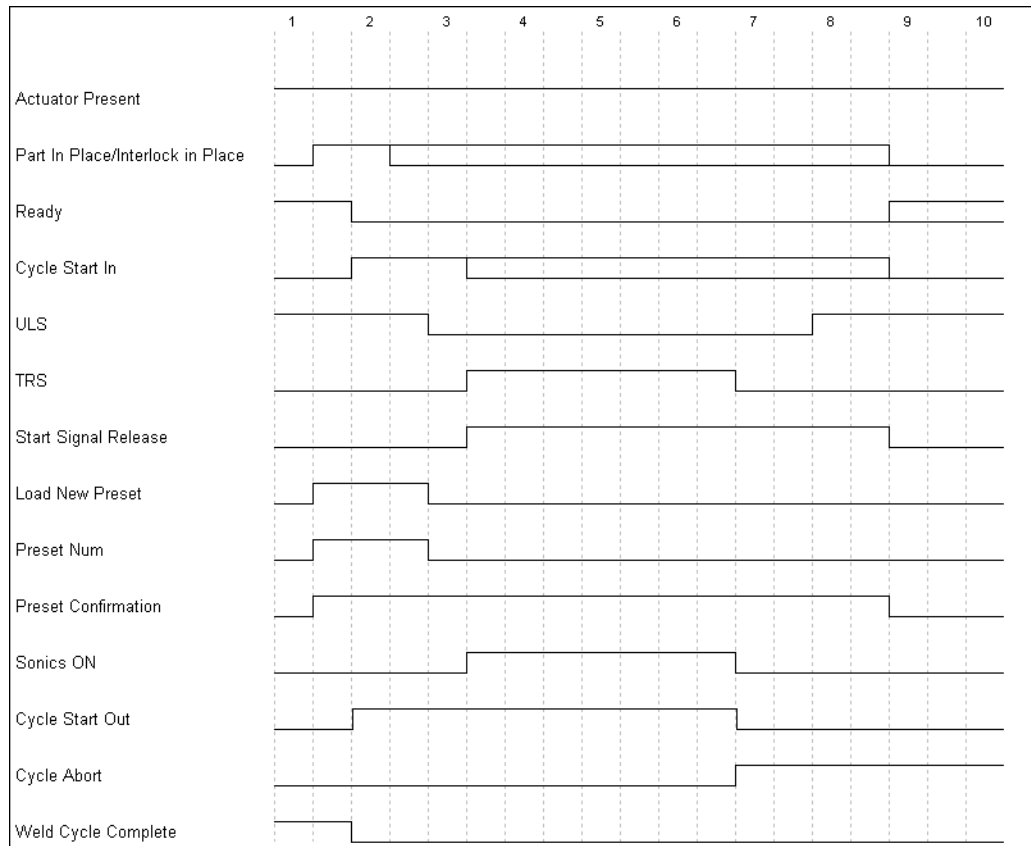 1 2 3 4 5 6 7 8 9 10
Actuator Present
Part In Place/Interlock in Place
Ready
Cycle Start In
ULS
TRS
Start Signal Release
Load New Preset
Preset Num
Preset Confirmation
Sonics ON
Cycle Start Out
Cycle Abort
Weld Cycle Complete